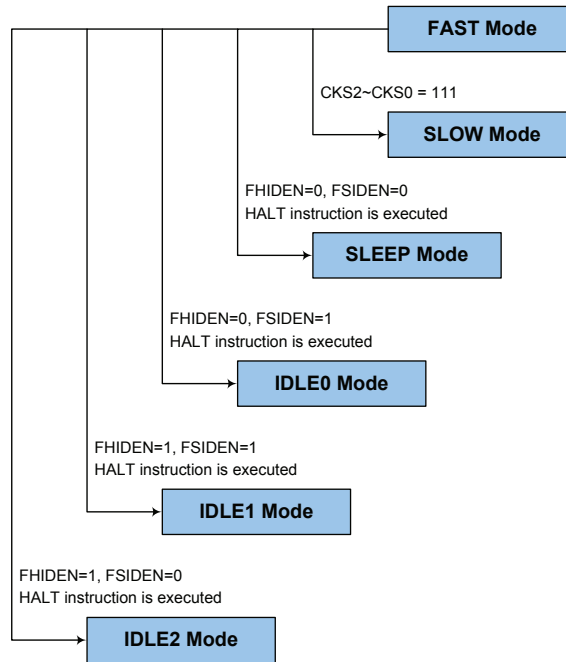 FAST Mode
CKS2~CKS0 = 111
SLOW Mode
FHIDEN=0, FSIDEN=0
HALT instruction is executed
SLEEP Mode
FHIDEN=0, FSIDEN=1
HALT instruction is executed
IDLE0 Mode
FHIDEN=1, FSIDEN=1
HALT instruction is executed
IDLE1 Mode
FHIDEN=1, FSIDEN=0
HALT instruction is executed
IDLE2 Mode